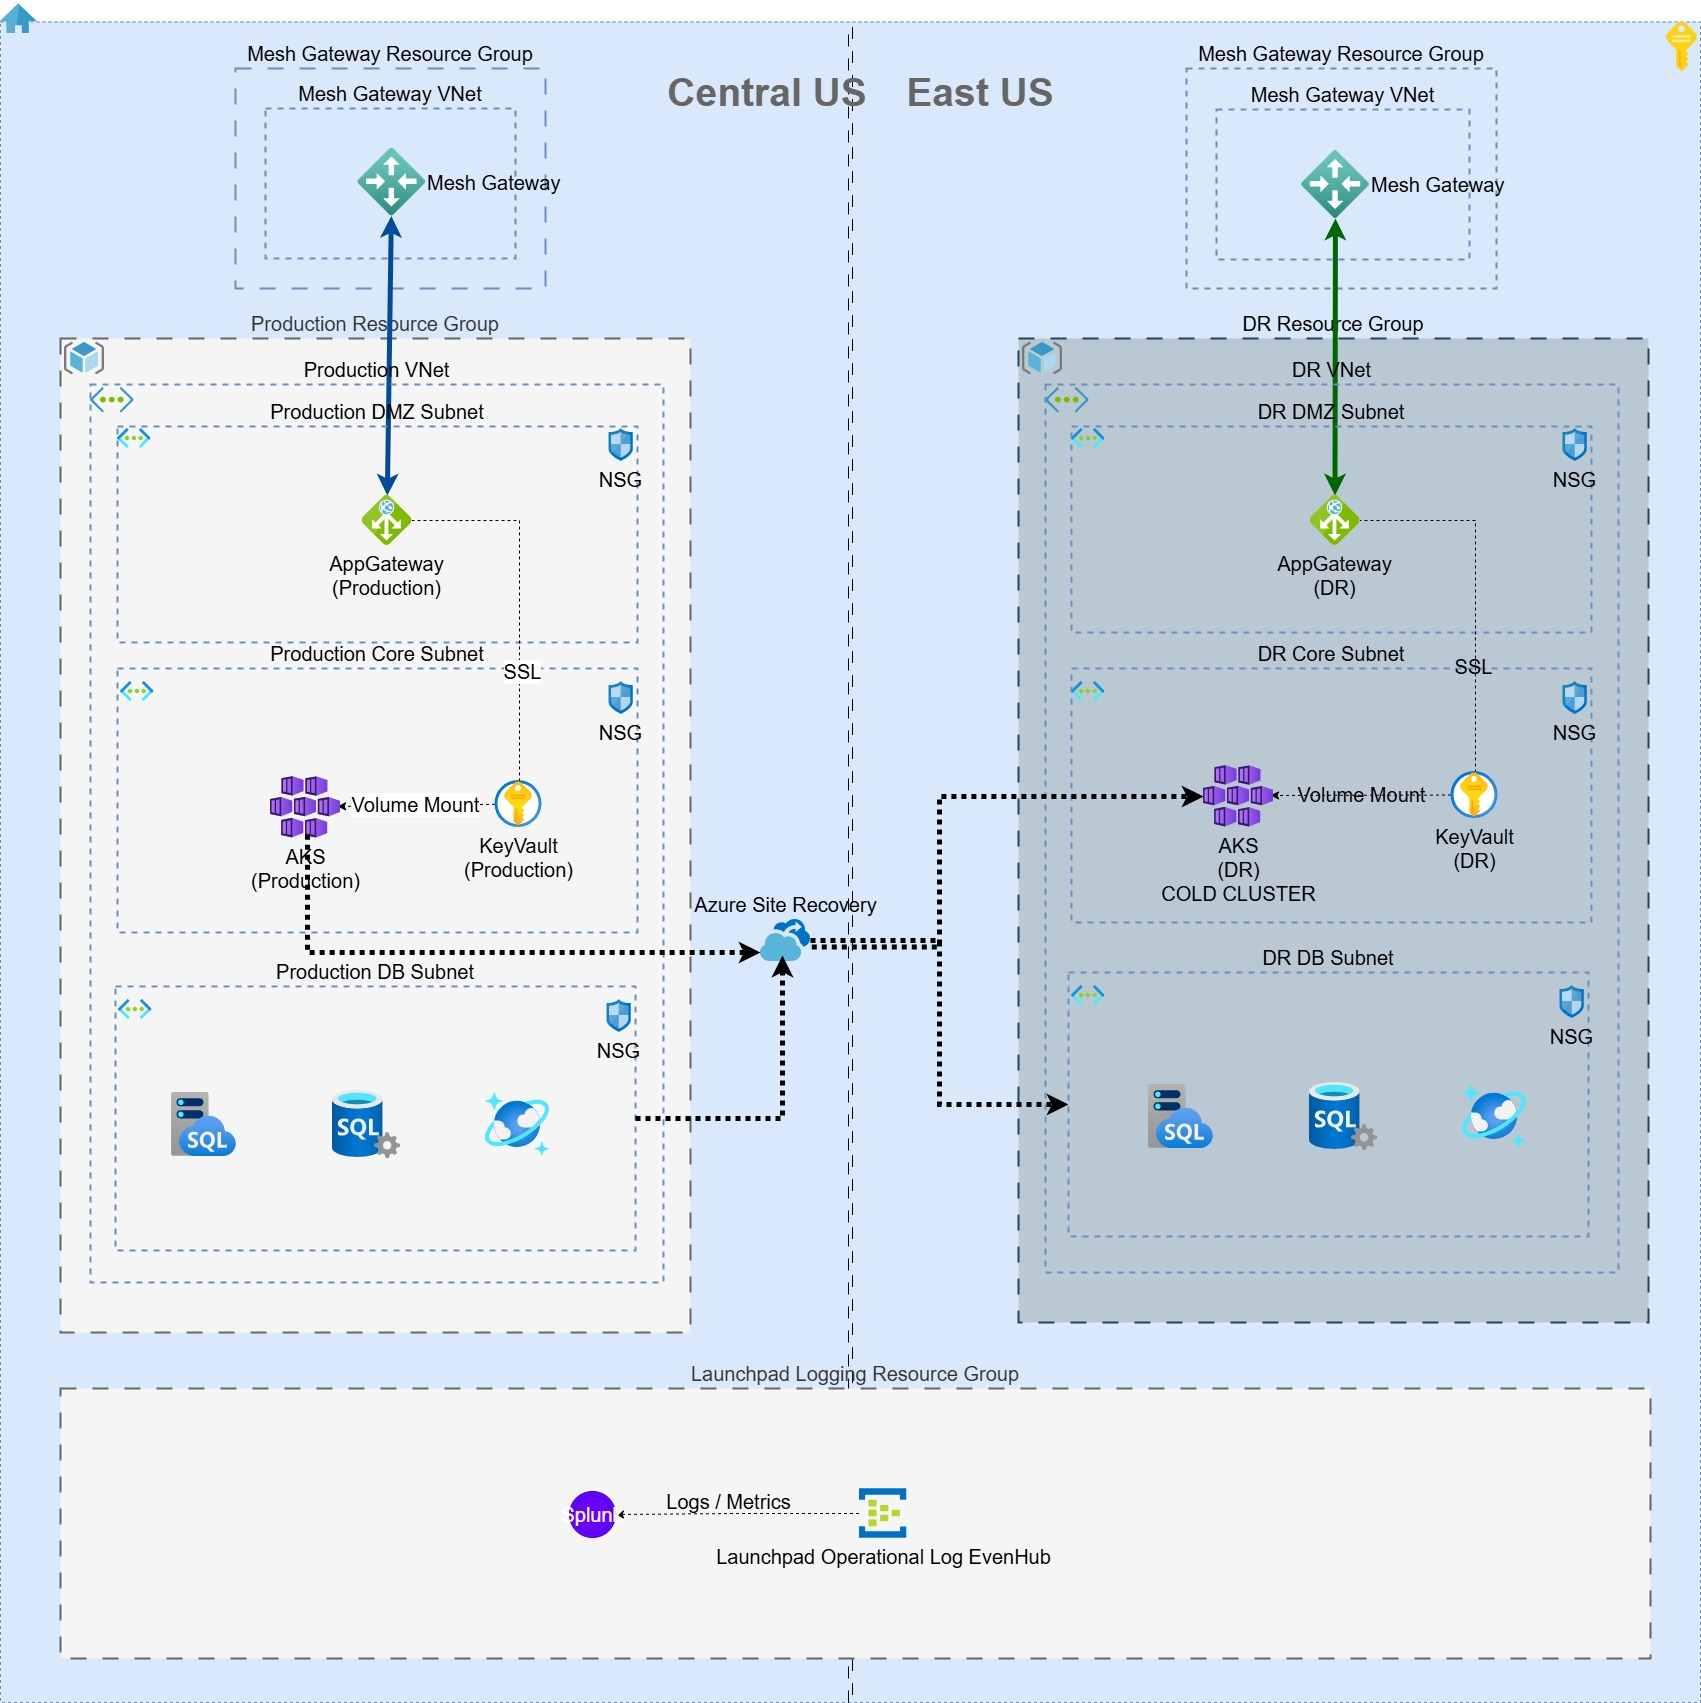 Central US
East US
Mesh Gateway Resource Group
Mesh Gateway VNet
Mesh Gateway
Production Resource Group
Production VNet
Production DMZ Subnet
NSG
AppGateway
(Production)
Production Core Subnet
SSL
NSG
Volume Mount
AKS
(Production)
KeyVault
(Production)
Production DB Subnet
NSG
SQL
SQL
Azure Site Recovery
Mesh Gateway Resource Group
Mesh Gateway VNet
Mesh Gateway
DR Resource Group
DR VNet
DR DMZ Subnet
NSG
AppGateway
(DR)
DR Core Subnet
SSL
NSG
Volume Mount
AKS
(DR)
COLD CLUSTER
KeyVault
(DR)
DR DB Subnet
NSG
SQL
SQL
Launchpad Logging Resource Group
Splun
Logs / Metrics
Launchpad Operational Log EvenHub